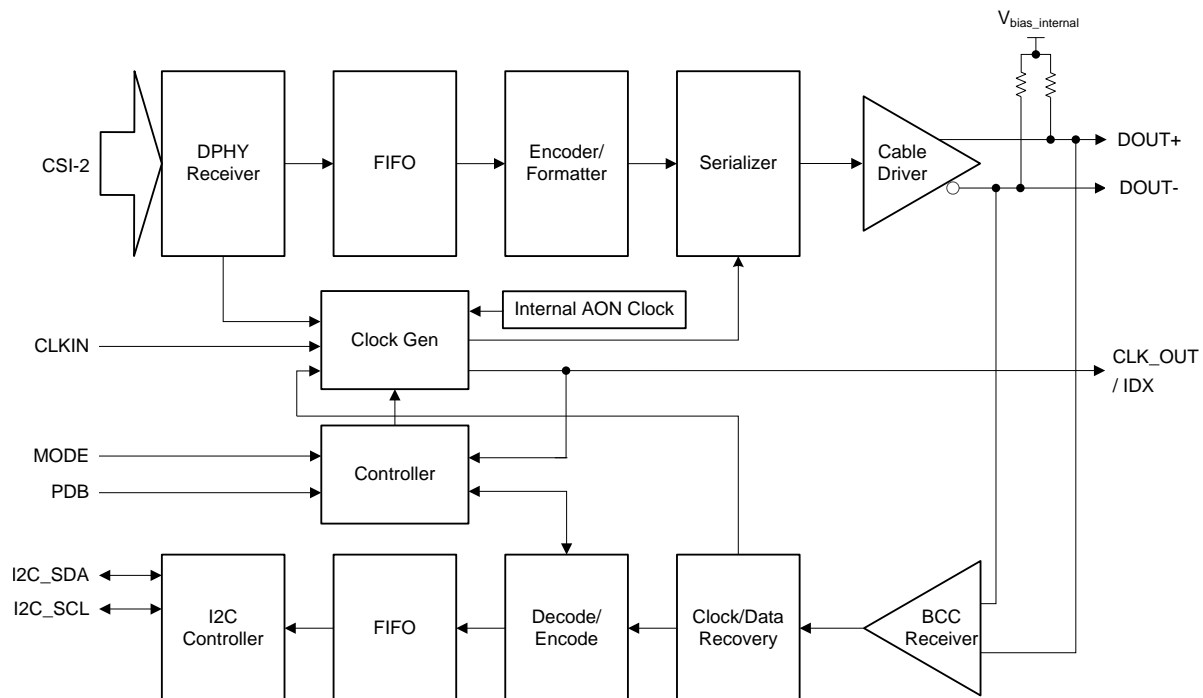 Vbias_internal
CSI-2
DPHY
Receiver
FIFO
Encoder/
Formatter
Serializer
Cable
Driver
DOUT+
DOUT-
Internal AON Clock
CLKIN
Clock Gen
CLK_OUT
/ IDX
MODE
PDB
Controller
I2C_SDA
I2C_SCL
I2C
Controller
FIFO
Decode/
Encode
Clock/Data
Recovery
BCC
Receiver